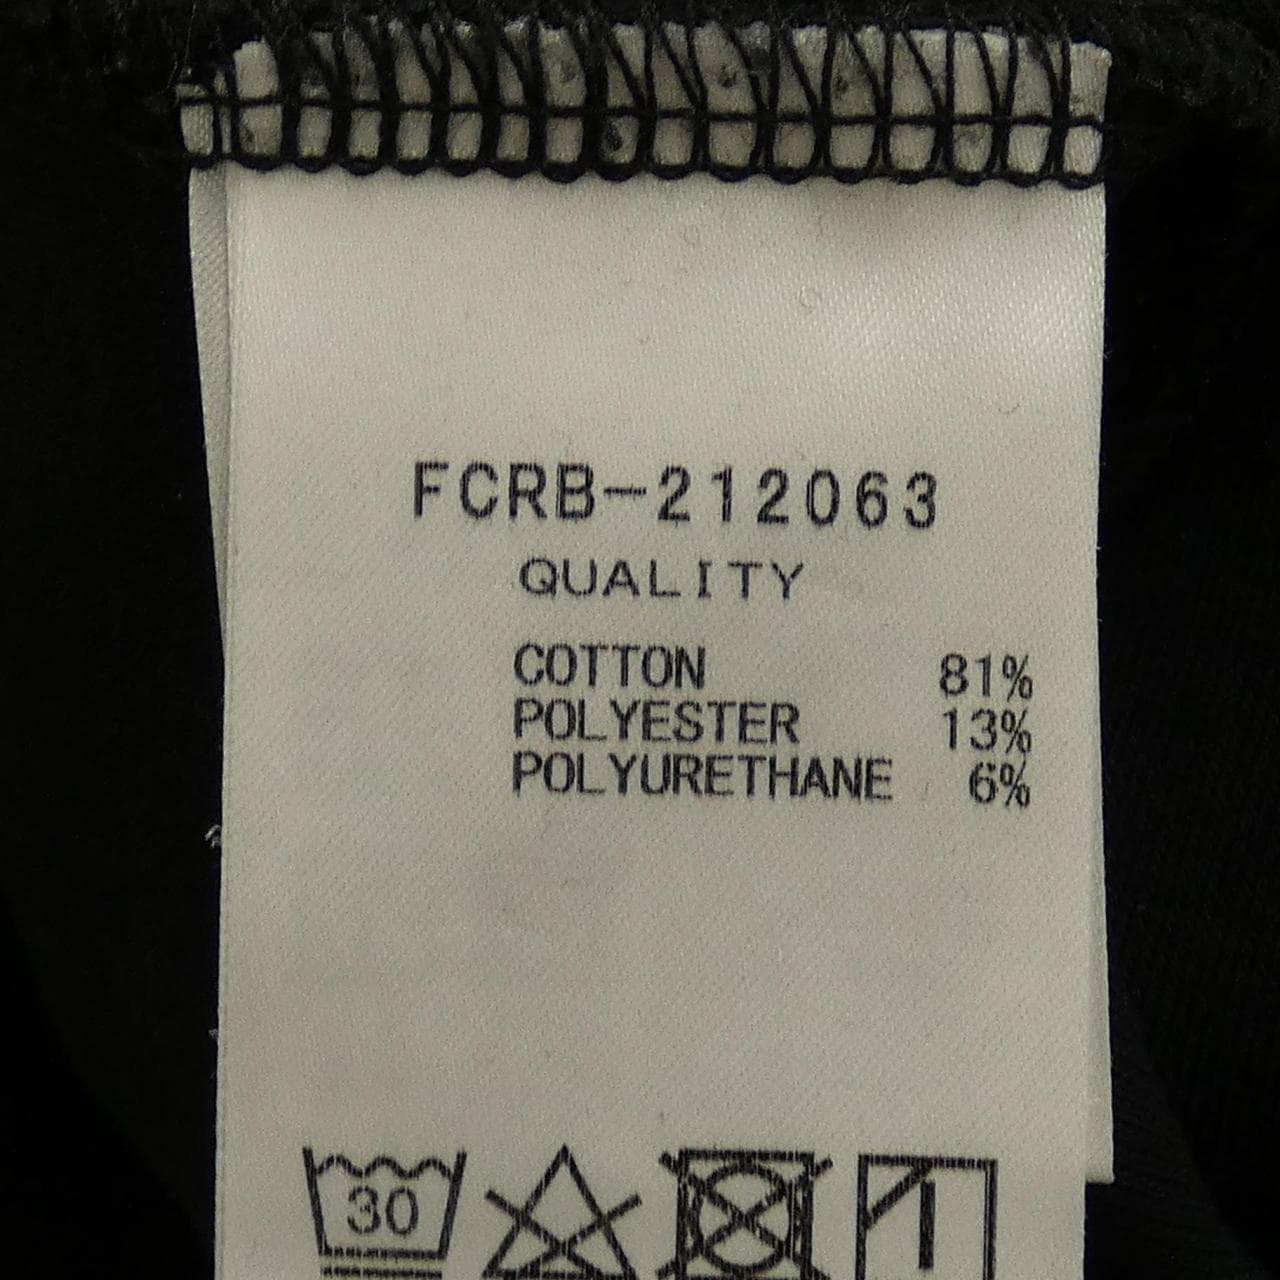 FCRB-212063
QUALITY
COTTON 81%
POLYESTER 13%
POLYURETHANE 6%
30